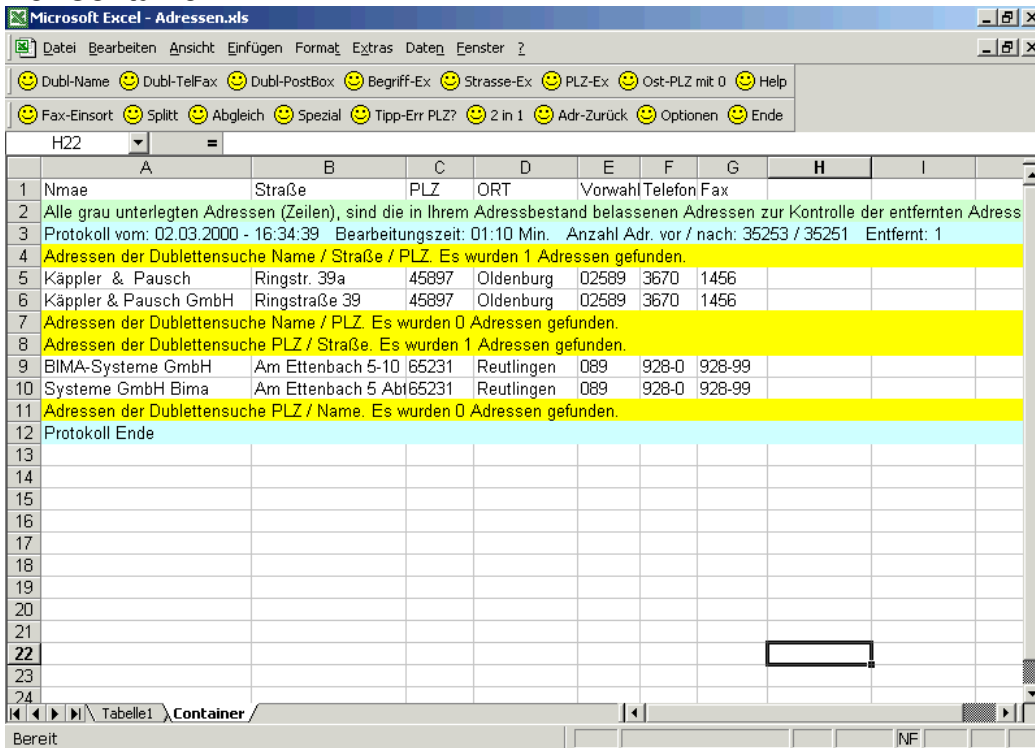 Microsoft Excel - Adressen.xls
Datei Bearbeiten Ansicht Einfügen Format Extras Daten Fenster ?
Dubl-Name Dubl-TelFax Dubl-PostBox Begriff-Ex Strasse-Ex PLZ-Ex Ost-PLZ mit 0 Help
Fax-Einsort Splitt Abgleich Spezial Tipp-Err PLZ? 2 in 1 Adr-Zurück Optionen Ende
H22 =
A B C D E F G H I
1 Nmae Straße PLZ ORT Vorwahl Telefon Fax
2 Alle grau unterlegten Adressen (Zeilen), sind die in Ihrem Adressbestand belassenen Adressen zur Kontrolle der entfernten Adress
3 Protokoll vom: 02.03.2000 - 16:34:39 Bearbeitungszeit: 01:10 Min. Anzahl Adr. vor / nach: 35253 / 35251 Entfernt: 1
4 Adressen der Dublettensuche Name / Straße / PLZ. Es wurden 1 Adressen gefunden.
5 Käppler & Pausch Ringstr. 39a 45897 Oldenburg 02589 3670 1456
6 Käppler & Pausch GmbH Ringstraße 39 45897 Oldenburg 02589 3670 1456
7 Adressen der Dublettensuche Name / PLZ. Es wurden 0 Adressen gefunden.
8 Adressen der Dublettensuche PLZ / Straße. Es wurden 1 Adressen gefunden.
9 BIMA-Systeme GmbH Am Ettenbach 5-10 65231 Reutlingen 089 928-0 928-99
10 Systeme GmbH Bima Am Ettenbach 5 Abt 65231 Reutlingen 089 928-0 928-99
11 Adressen der Dublettensuche PLZ / Name. Es wurden 0 Adressen gefunden.
12 Protokoll Ende
13
14
15
16
17
18
19
20
21
22
23
24
Tabelle1 Container
Bereit NF